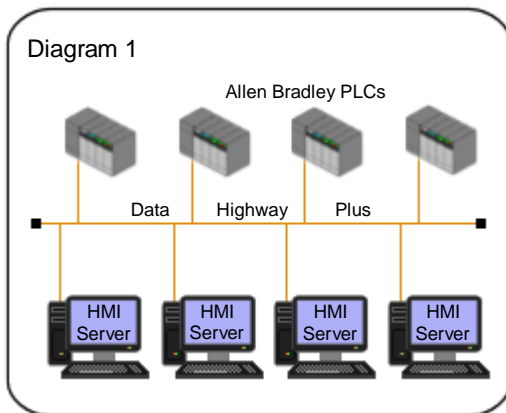 Diagram 1
Allen Bradley PLCs
Data Highway Plus
HMI Server
HMI Server
HMI Server
HMI Server